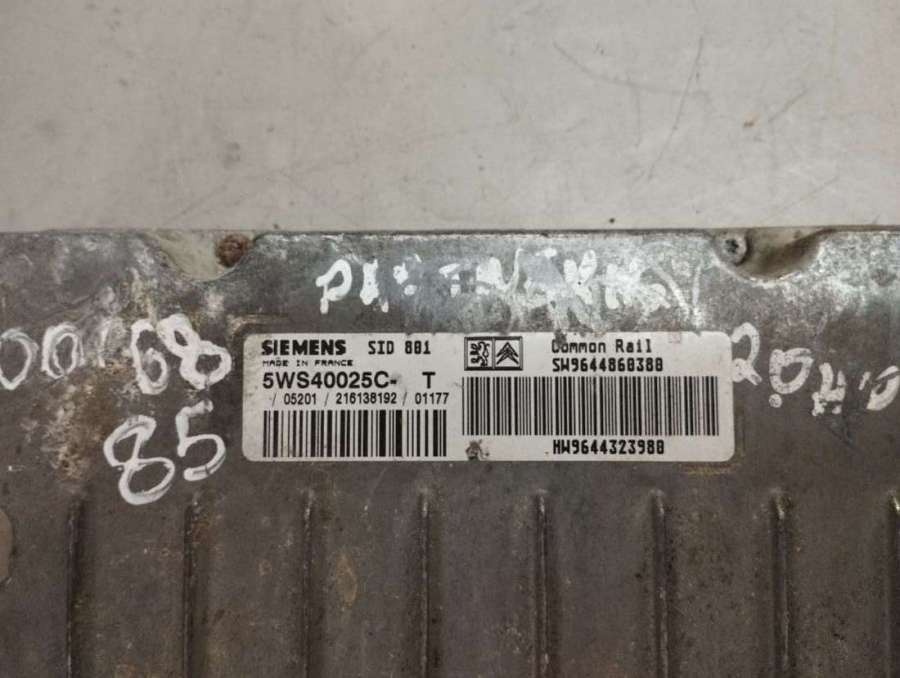 SIEMENS SID 801
MADE IN FRANCE
5WS40025C- T
/ 05201 / 216138192 / 01177
Common Rail
SW9644860380
HW9644323980
85